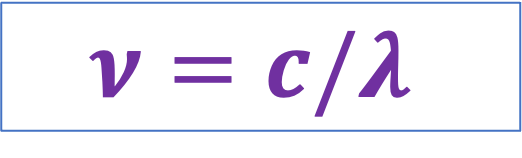 ν = c/λ